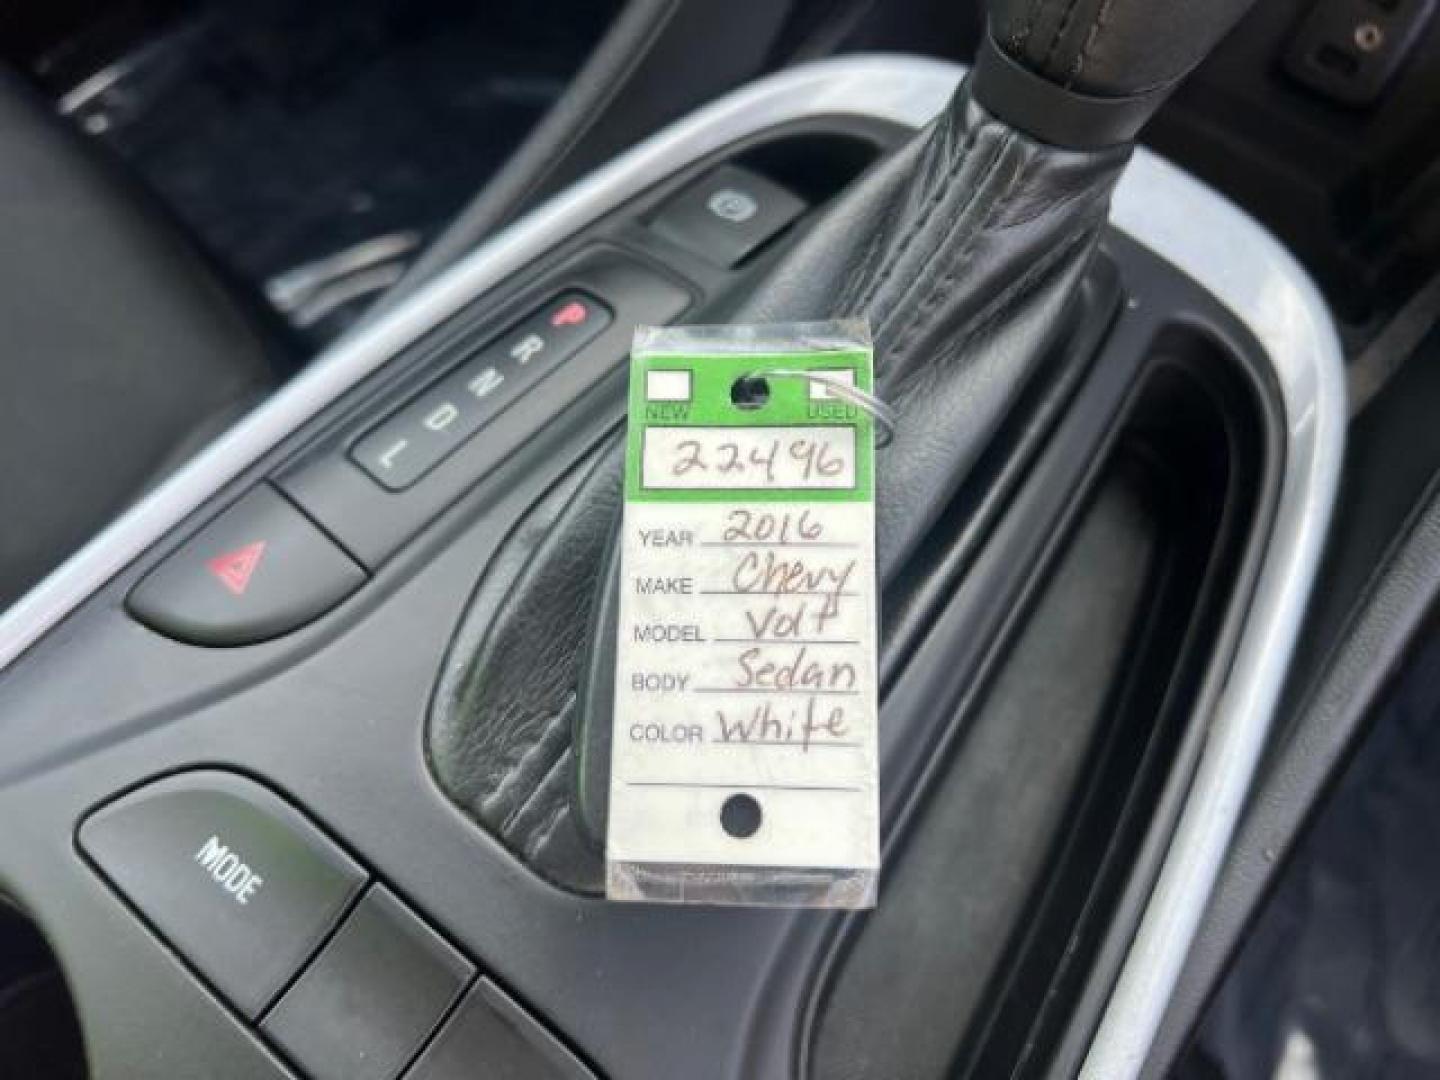 P
R
N
D
L
NEW USED
22496
YEAR 2016
MAKE Chevy
MODEL Volt
BODY Sedan
COLOR White
MODE